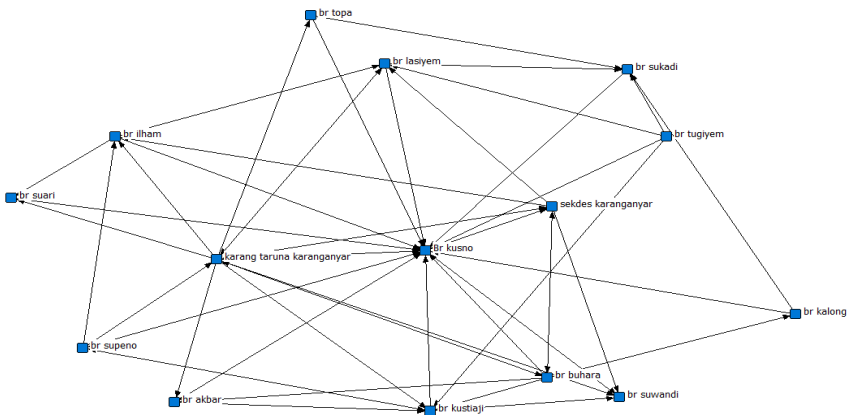 br topa
br lasiyem
br sukadi
br ilham
br tugiyem
br suari
sekdes karanganyar
Br kusno
karang taruna karanganyar
br kalong
br supeno
br buhara
br akbar
br suwandi
br kustiaji